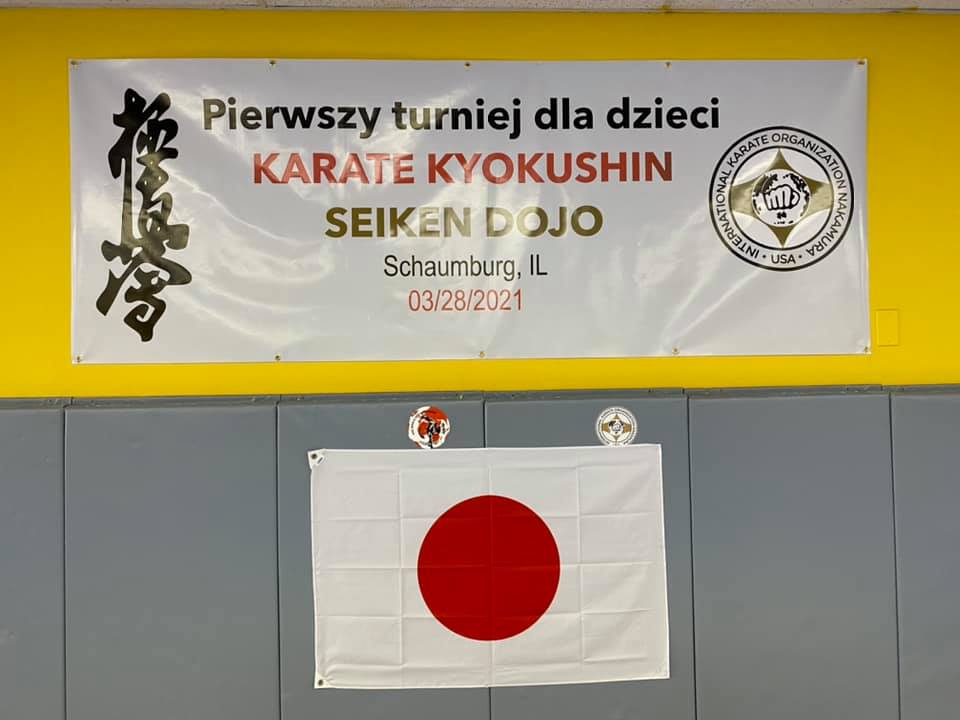 極真会
Pierwszy turniej dla dzieci
KARATE KYOKUSHIN
SEIKEN DOJO
Schaumburg, IL
03/28/2021
INTERNATIONAL KARATE ORGANIZATION NAKAMURA
• USA •